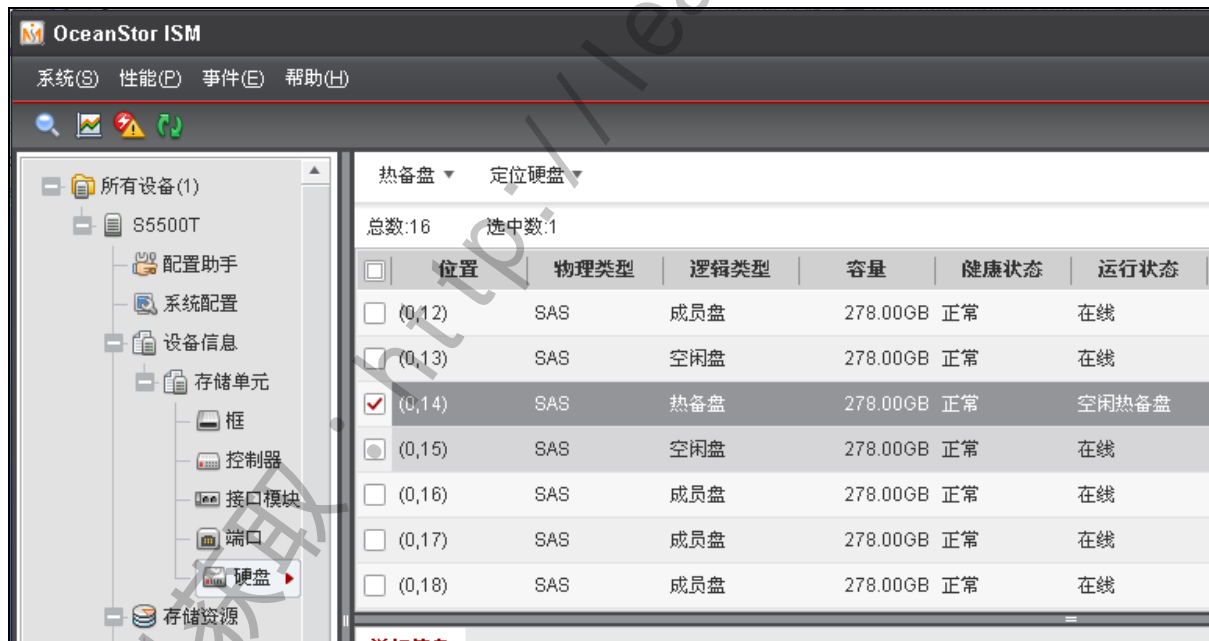 OceanStor ISM
系统(S) 性能(P) 事件(E) 帮助(H)
所有设备(1)
S5500T
配置助手
系统配置
设备信息
存储单元
框
控制器
接口模块
端口
硬盘
存储资源
热备盘 定位硬盘
总数:16 选中数:1
位置 物理类型 逻辑类型 容量 健康状态 运行状态
(0,12) SAS 成员盘 278.00GB 正常 在线
(0,13) SAS 空闲盘 278.00GB 正常 在线
(0,14) SAS 热备盘 278.00GB 正常 空闲热备盘
(0,15) SAS 空闲盘 278.00GB 正常 在线
(0,16) SAS 成员盘 278.00GB 正常 在线
(0,17) SAS 成员盘 278.00GB 正常 在线
(0,18) SAS 成员盘 278.00GB 正常 在线
获取:http://lea